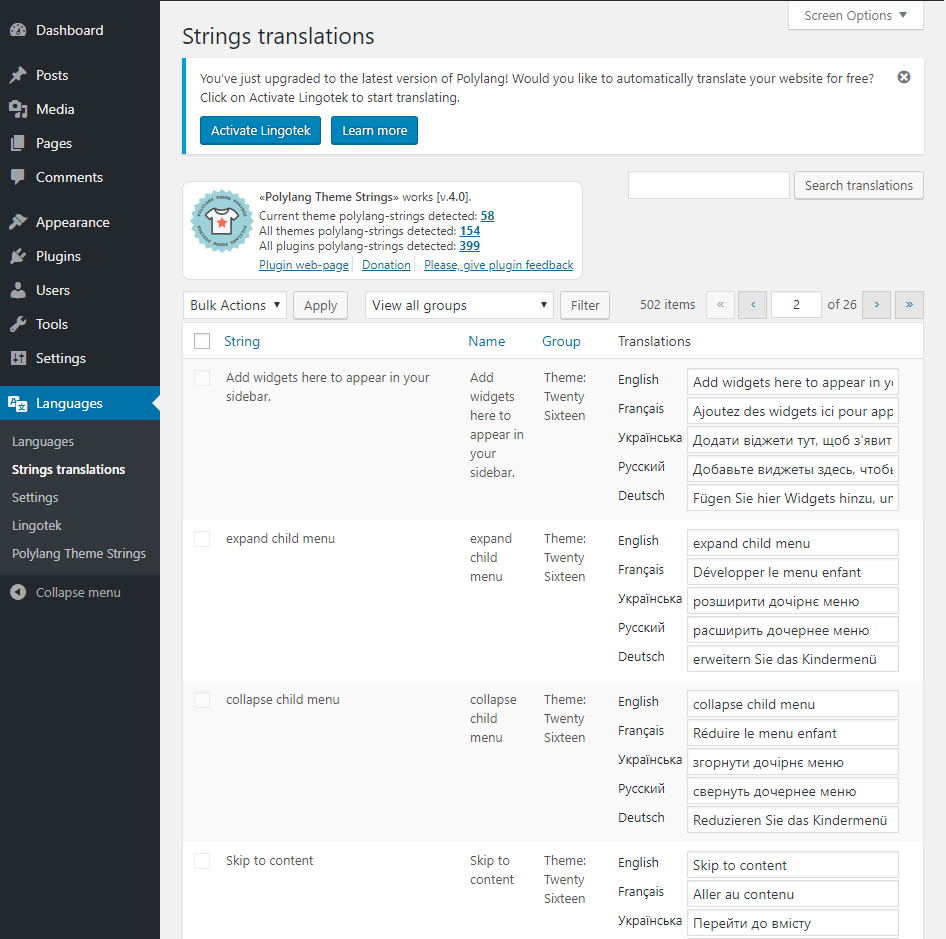 Dashboard
Posts
Media
Pages
Comments
Appearance
Plugins
Users
Tools
Settings
Languages
Languages
Strings translations
Settings
Lingotek
Polylang Theme Strings
Collapse menu
Screen Options ▼
Strings translations
You've just upgraded to the latest version of Polylang! Would you like to automatically translate your website for free?
Click on Activate Lingotek to start translating.
Activate Lingotek Learn more
«Polylang Theme Strings» works [v.4.0].
Current theme polylang-strings detected: 58
All themes polylang-strings detected: 154
All plugins polylang-strings detected: 399
Plugin web-page Donation Please, give plugin feedback
Search translations
Bulk Actions ▼ Apply View all groups ▼ Filter 502 items « ‹ 2 of 26 › »
String Name Group Translations
Add widgets here to appear in your
sidebar.
Add
widgets
here to
appear in
your
sidebar.
Theme:
Twenty
Sixteen
English Add widgets here to appear in
Français Ajoutez des widgets ici pour app
Українська Додати віджети тут, щоб з'явит
Русский Добавьте виджеты здесь, чтобы
Deutsch Fügen Sie hier Widgets hinzu, un
expand child menu
expand
child
menu
Theme:
Twenty
Sixteen
English expand child menu
Français Développer le menu enfant
Українська розширити дочірнє меню
Русский расширить дочернее меню
Deutsch erweitern Sie das Kindermenü
collapse child menu
collapse
child
menu
Theme:
Twenty
Sixteen
English collapse child menu
Français Réduire le menu enfant
Українська згорнути дочірнє меню
Русский свернуть дочернее меню
Deutsch Reduzieren Sie das Kindermenü
Skip to content
Skip to
content
Theme:
Twenty
Sixteen
English Skip to content
Français Aller au contenu
Українська Перейти до вмісту